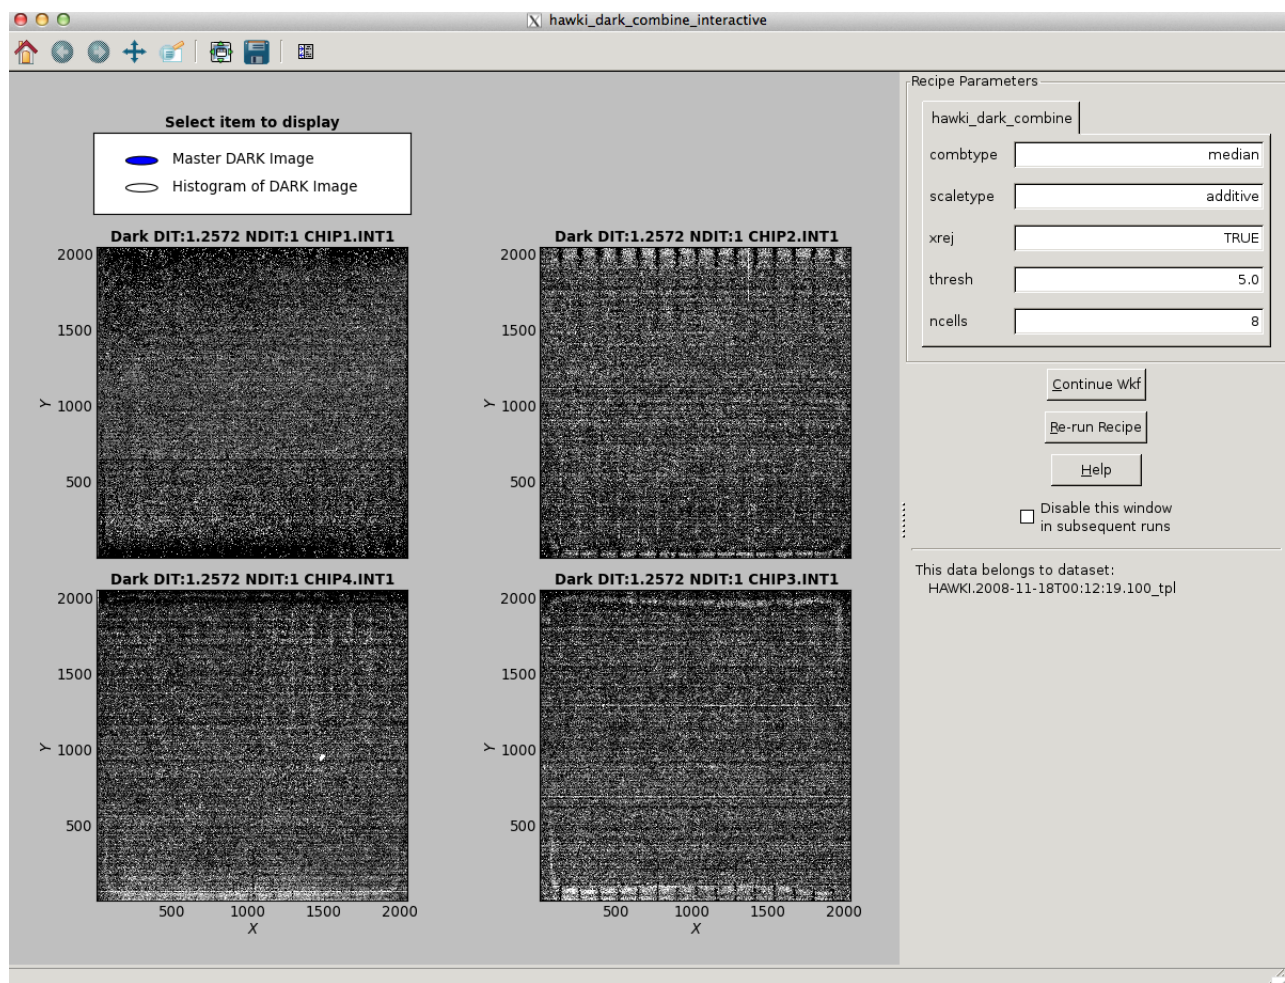 hawki_dark_combine_interactive
Select item to display
Master DARK Image
Histogram of DARK Image
Dark DIT:1.2572 NDIT:1 CHIP1.INT1
2000
1500
1000
500
Y
Dark DIT:1.2572 NDIT:1 CHIP2.INT1
2000
1500
1000
500
Y
Dark DIT:1.2572 NDIT:1 CHIP4.INT1
2000
1500
1000
500
Y
500 1000 1500 2000
X
Dark DIT:1.2572 NDIT:1 CHIP3.INT1
2000
1500
1000
500
Y
500 1000 1500 2000
X
Recipe Parameters
hawki_dark_combine
combtype median
scaletype additive
xrej TRUE
thresh 5.0
ncells 8
Continue Wkf
Re-run Recipe
Help
Disable this window
in subsequent runs
This data belongs to dataset:
HAWKI.2008-11-18T00:12:19.100_tpl